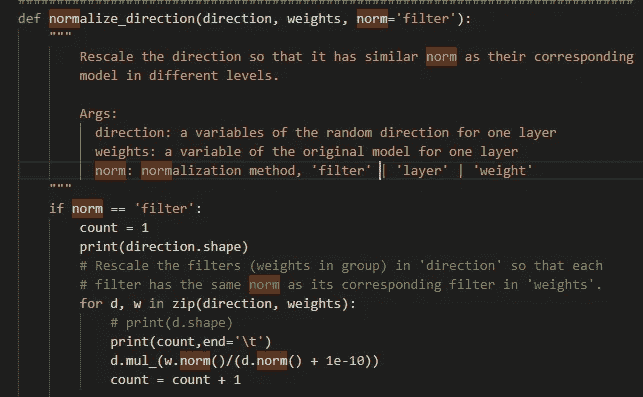 def normalize_direction(direction, weights, norm='filter'):
"""
Rescale the direction so that it has similar norm as their corresponding
model in different levels.
Args:
direction: a variables of the random direction for one layer
weights: a variable of the original model for one layer
norm: normalization method, 'filter' | 'layer' | 'weight'
"""
if norm == 'filter':
count = 1
print(direction.shape)
# Rescale the filters (weights in group) in 'direction' so that each
# filter has the same norm as its corresponding filter in 'weights'.
for d, w in zip(direction, weights):
# print(d.shape)
print(count,end='\t')
d.mul_(w.norm()/(d.norm() + 1e-10))
count = count + 1